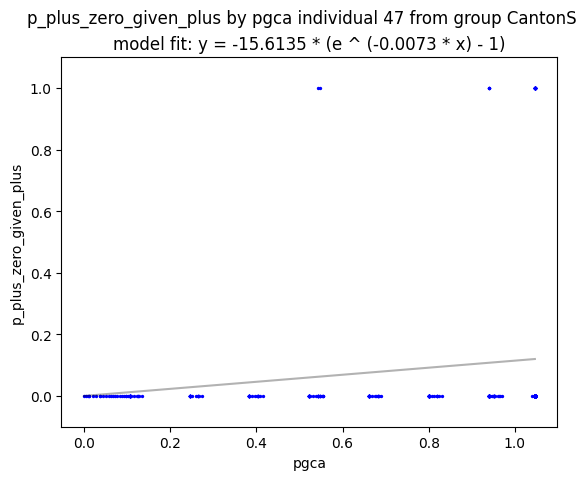 p_plus_zero_given_plus by pgca individual 47 from group CantonS
model fit: y = -15.6135 * (e ^ (-0.0073 * x) - 1)
1.0
0.8
0.6
0.4
0.2
0.0
p_plus_zero_given_plus
0.0 0.2 0.4 0.6 0.8 1.0
pgca